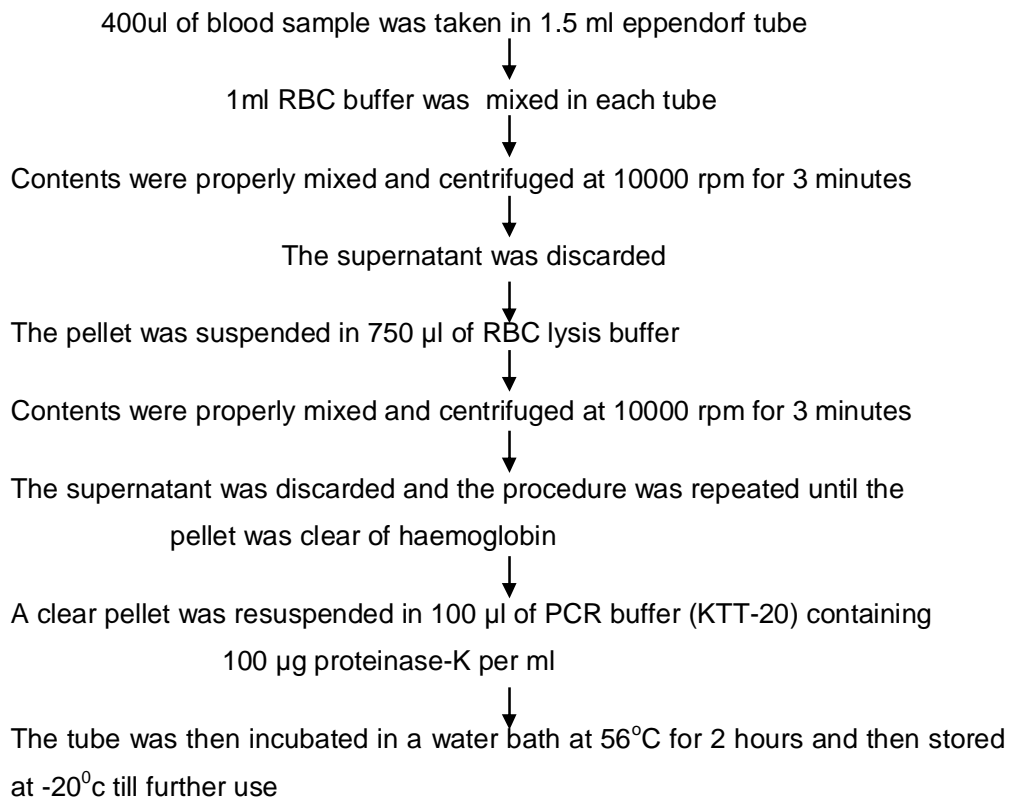 400ul of blood sample was taken in 1.5 ml eppendorf tube
1ml RBC buffer was mixed in each tube
Contents were properly mixed and centrifuged at 10000 rpm for 3 minutes
The supernatant was discarded
The pellet was suspended in 750 µl of RBC lysis buffer
Contents were properly mixed and centrifuged at 10000 rpm for 3 minutes
The supernatant was discarded and the procedure was repeated until the
pellet was clear of haemoglobin
A clear pellet was resuspended in 100 µl of PCR buffer (KTT-20) containing
100 µg proteinase-K per ml
The tube was then incubated in a water bath at 56°C for 2 hours and then stored
at -20⁰c till further use